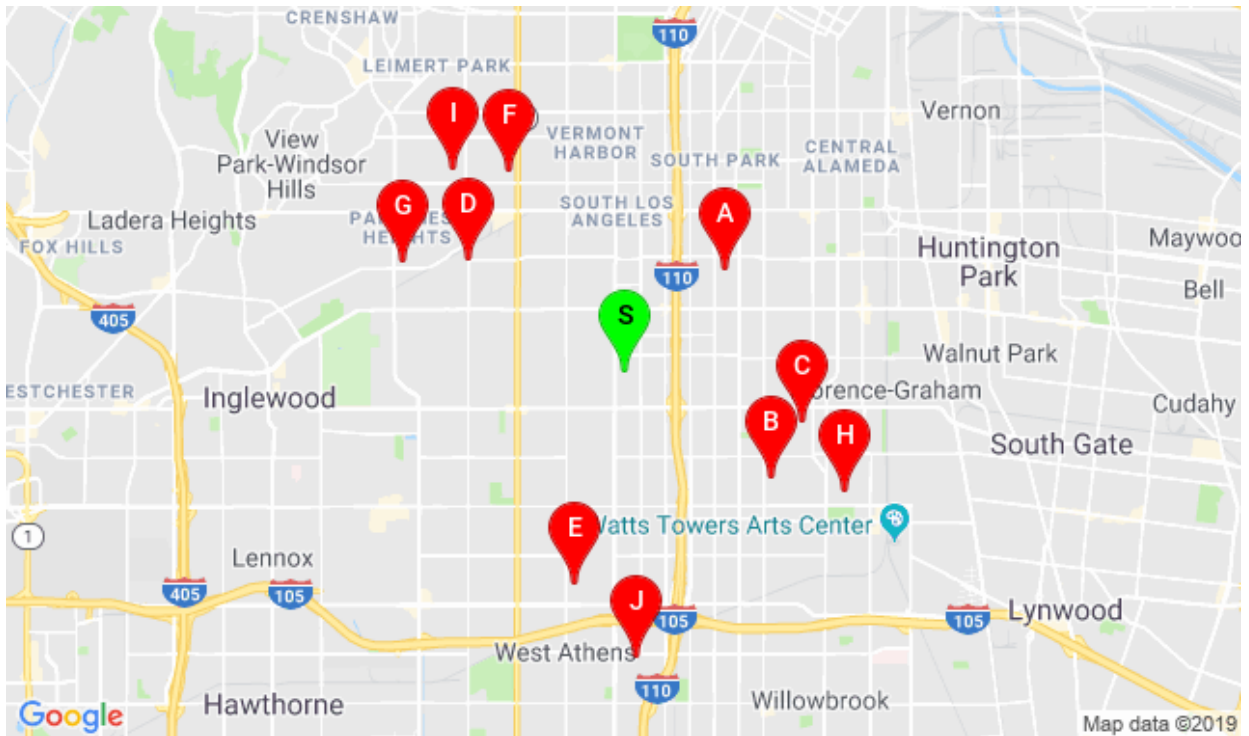 CRENSHAW
110
LEIMERT PARK
I
F
Vernon
View
Park-Windsor
Hills
VERMONT
HARBOR
SOUTH PARK
CENTRAL
ALAMEDA
G
D
A
Ladera Heights
SOUTH LOS
ANGELES
FOX HILLS
HEIGHTS
Huntington
Park
Maywoo
110
Bell
405
S
Walnut Park
C
orence-Graham
ESTCHESTER
Inglewood
Cudahy
B
H
South Gate
E
Watts Towers Arts Center
1
Lennox
405
105
J
105
105
Lynwood
West Athens
110
Willowbrook
Hawthorne
Google
Map data ©2019